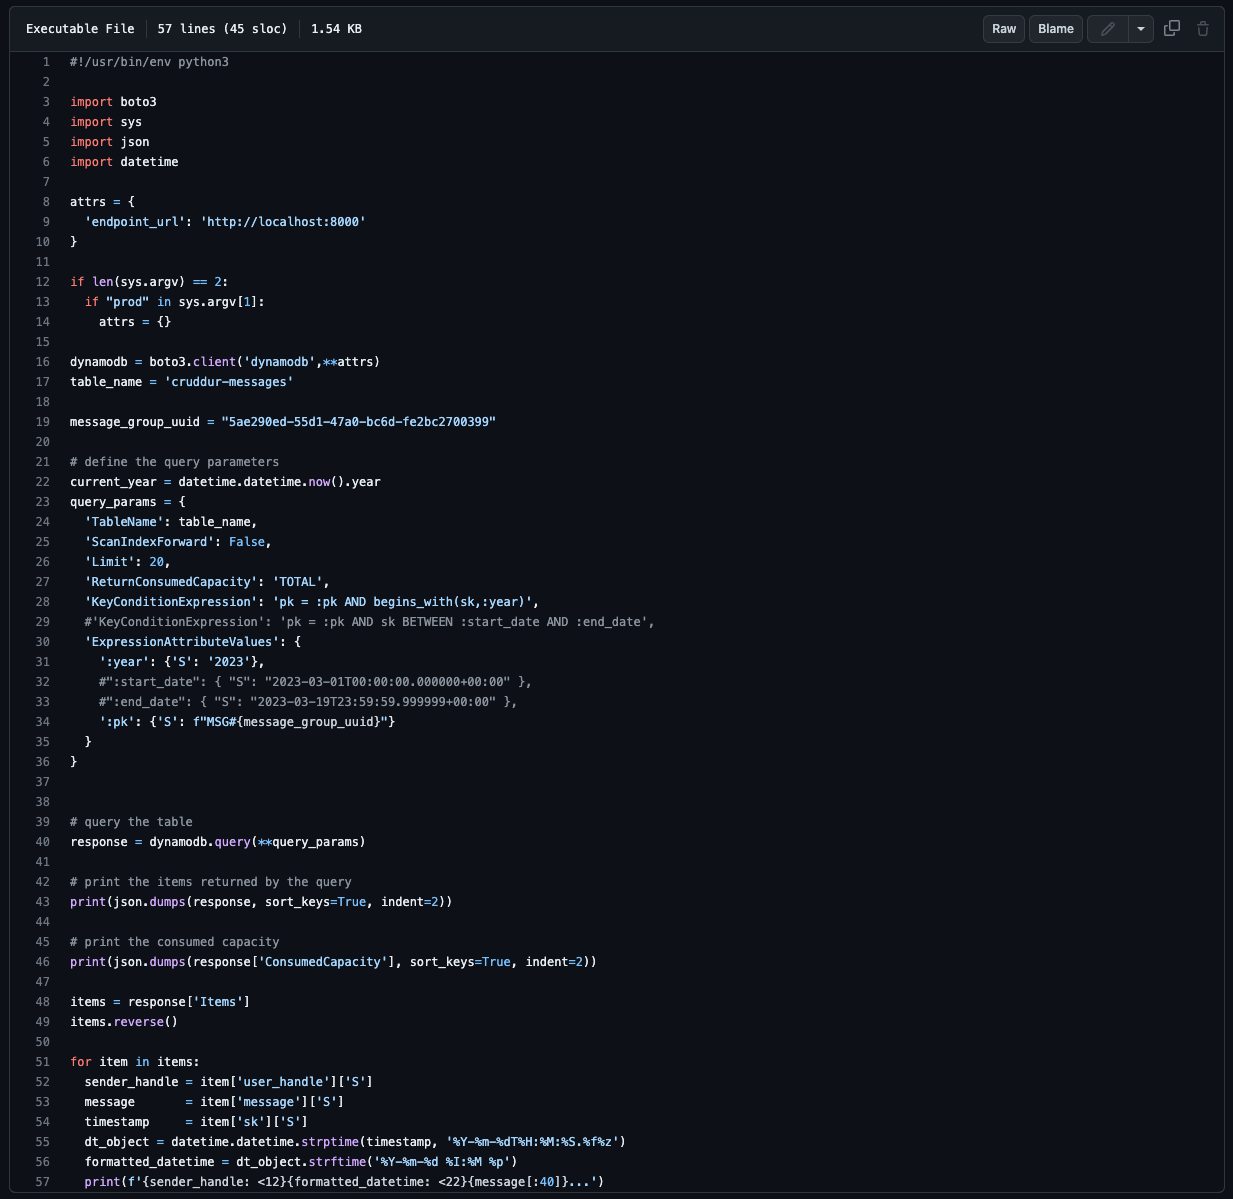 Executable File 57 lines (45 sloc) 1.54 KB Raw Blame
1 #!/usr/bin/env python3
2
3 import boto3
4 import sys
5 import json
6 import datetime
7
8 attrs = {
9   'endpoint_url': 'http://localhost:8000'
10 }
11
12 if len(sys.argv) == 2:
13   if "prod" in sys.argv[1]:
14     attrs = {}
15
16 dynamodb = boto3.client('dynamodb',**attrs)
17 table_name = 'cruddur-messages'
18
19 message_group_uuid = "5ae290ed-55d1-47a0-bc6d-fe2bc2700399"
20
21 # define the query parameters
22 current_year = datetime.datetime.now().year
23 query_params = {
24   'TableName': table_name,
25   'ScanIndexForward': False,
26   'Limit': 20,
27   'ReturnConsumedCapacity': 'TOTAL',
28   'KeyConditionExpression': 'pk = :pk AND begins_with(sk,:year)',
29   #'KeyConditionExpression': 'pk = :pk AND sk BETWEEN :start_date AND :end_date',
30   'ExpressionAttributeValues': {
31     ':year': {'S': '2023'},
32     #":start_date": { "S": "2023-03-01T00:00:00.000000+00:00" },
33     #":end_date": { "S": "2023-03-19T23:59:59.999999+00:00" },
34     ':pk': {'S': f"MSG#{message_group_uuid}"}
35   }
36 }
37
38
39 # query the table
40 response = dynamodb.query(**query_params)
41
42 # print the items returned by the query
43 print(json.dumps(response, sort_keys=True, indent=2))
44
45 # print the consumed capacity
46 print(json.dumps(response['ConsumedCapacity'], sort_keys=True, indent=2))
47
48 items = response['Items']
49 items.reverse()
50
51 for item in items:
52   sender_handle = item['user_handle']['S']
53   message       = item['message']['S']
54   timestamp     = item['sk']['S']
55   dt_object = datetime.datetime.strptime(timestamp, '%Y-%m-%dT%H:%M:%S.%f%z')
56   formatted_datetime = dt_object.strftime('%Y-%m-%d %I:%M %p')
57   print(f'{sender_handle: <12}{formatted_datetime: <22}{message[:40]}...')